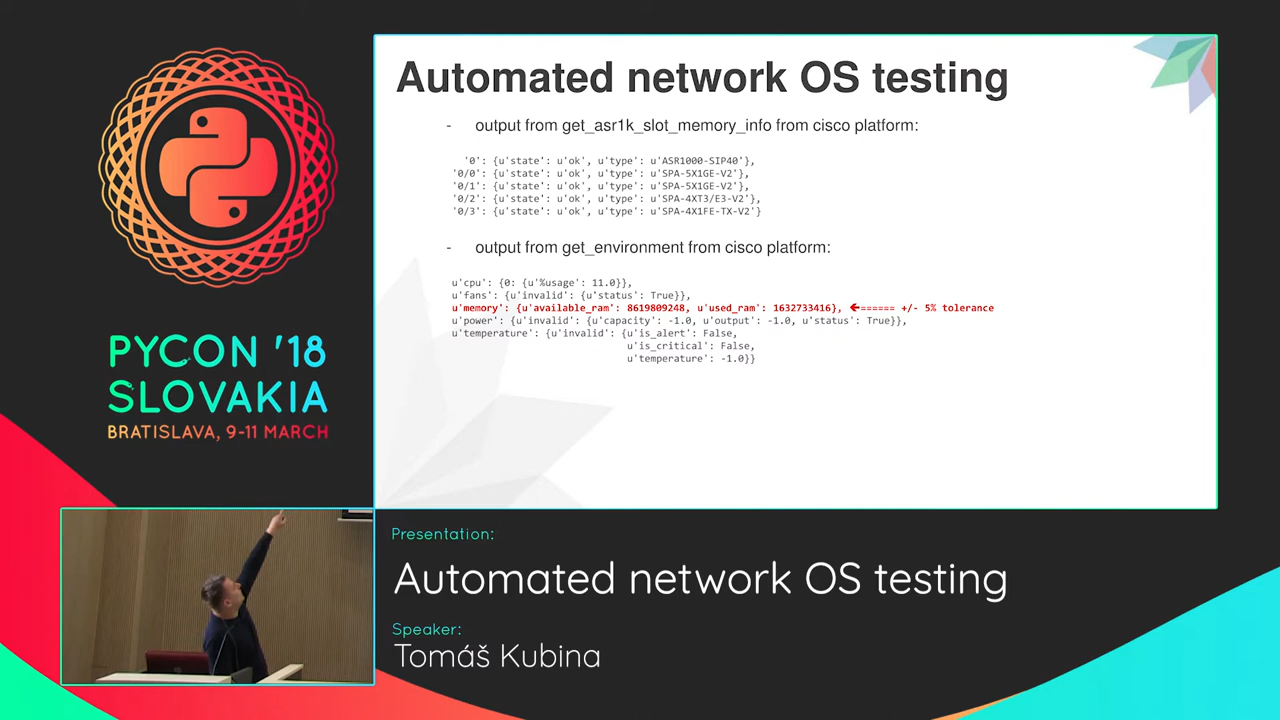 Automated network OS testing
- output from get_asr1k_slot_memory_info from cisco platform:
'0': {u'state': u'ok', u'type': u'ASR1000-SIP40'},
'0/0': {u'state': u'ok', u'type': u'SPA-5X1GE-V2'},
'0/1': {u'state': u'ok', u'type': u'SPA-5X1GE-V2'},
'0/2': {u'state': u'ok', u'type': u'SPA-4XT3/E3-V2'},
'0/3': {u'state': u'ok', u'type': u'SPA-4X1FE-TX-V2'}
- output from get_environment from cisco platform:
u'cpu': {0: {u'%usage': 11.0}},
u'fans': {u'invalid': {u'status': True}},
u'memory': {u'available_ram': 8619809248, u'used_ram': 1632733416}, 🡸====== +/- 5% tolerance
u'power': {u'invalid': {u'capacity': -1.0, u'output': -1.0, u'status': True}},
u'temperature': {u'invalid': {u'is_alert': False,
u'is_critical': False,
u'temperature': -1.0}}
PYCON '18
SLOVAKIA
BRATISLAVA, 9-11 MARCH
Presentation:
Automated network OS testing
Speaker:
Tomáš Kubina